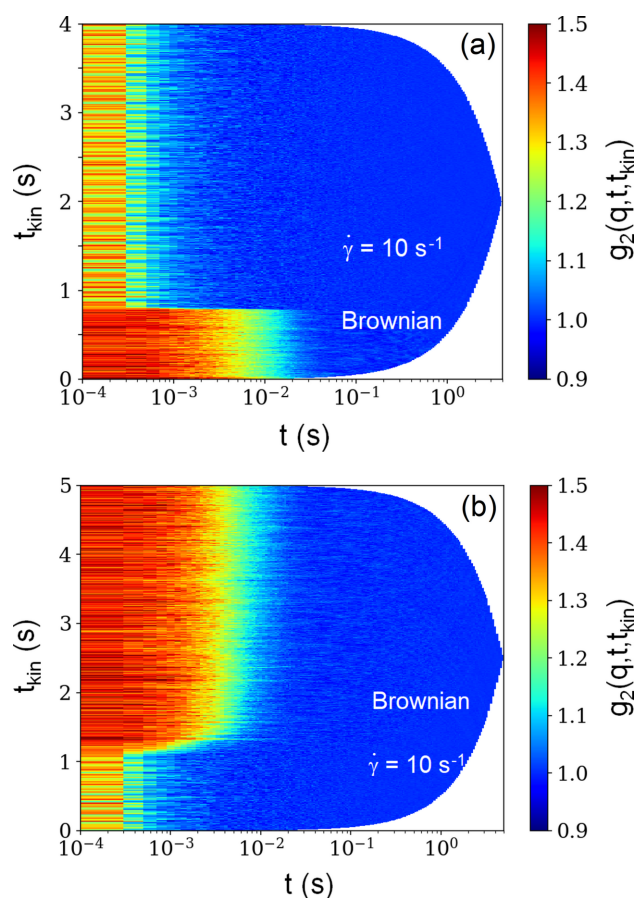 (a)
4
3
2
1
0
t_kin (s)
γ̇ = 10 s⁻¹
Brownian
10⁻⁴ 10⁻³ 10⁻² 10⁻¹ 10⁰
t (s)
1.5
1.4
1.3
1.2
1.1
1.0
0.9
g₂(q,t,t_kin)
(b)
5
4
3
2
1
0
t_kin (s)
Brownian
γ̇ = 10 s⁻¹
10⁻⁴ 10⁻³ 10⁻² 10⁻¹ 10⁰
t (s)
1.5
1.4
1.3
1.2
1.1
1.0
0.9
g₂(q,t,t_kin)